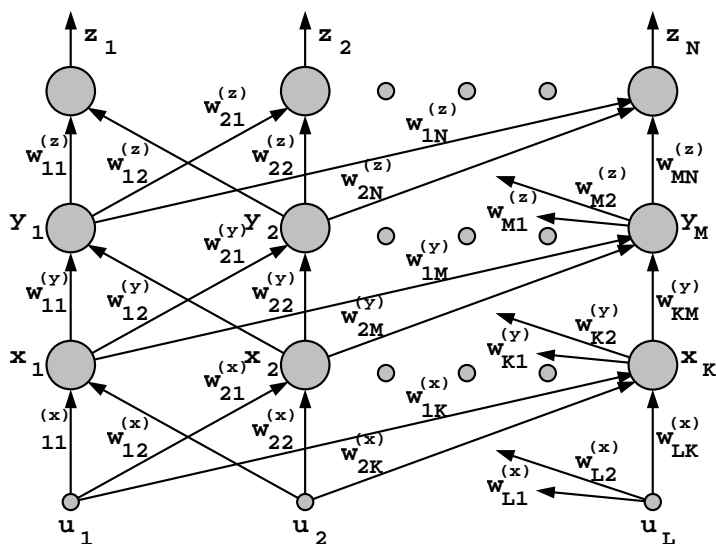 z 1 z 2 z N
w 11 (z) w 12 (z) w 21 (z) w 22 (z) w 1N (z) w 2N (z) w M1 (z) w M2 (z) w MN (z)
y 1 y 2 y M
w 11 (y) w 12 (y) w 21 (y) w 22 (y) w 1M (y) w 2M (y) w K1 (y) w K2 (y) w KM (y)
x 1 x 2 x K
11 (x) w 12 (x) w 21 (x) w 22 (x) w 1K (x) w 2K (x) w L1 (x) w L2 (x) w LK (x)
u 1 u 2 u L